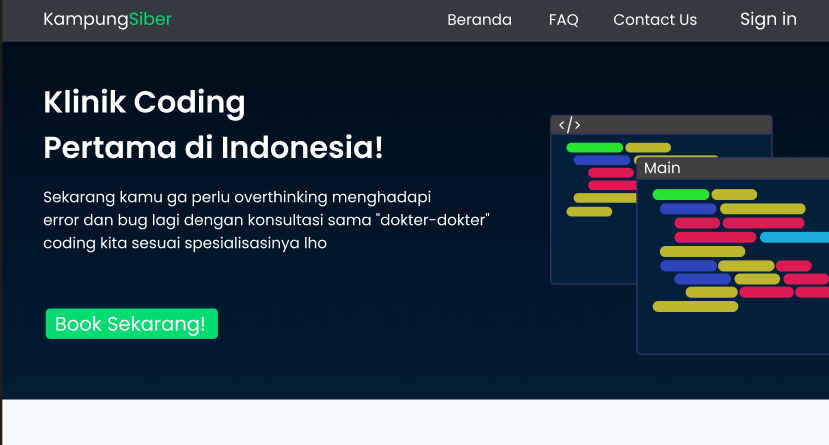 KampungSiber Beranda FAQ Contact Us Sign in
Klinik Coding
Pertama di Indonesia!
Sekarang kamu ga perlu overthinking menghadapi
error dan bug lagi dengan konsultasi sama "dokter-dokter"
coding kita sesuai spesialisasinya lho
Book Sekarang!
</>
Main